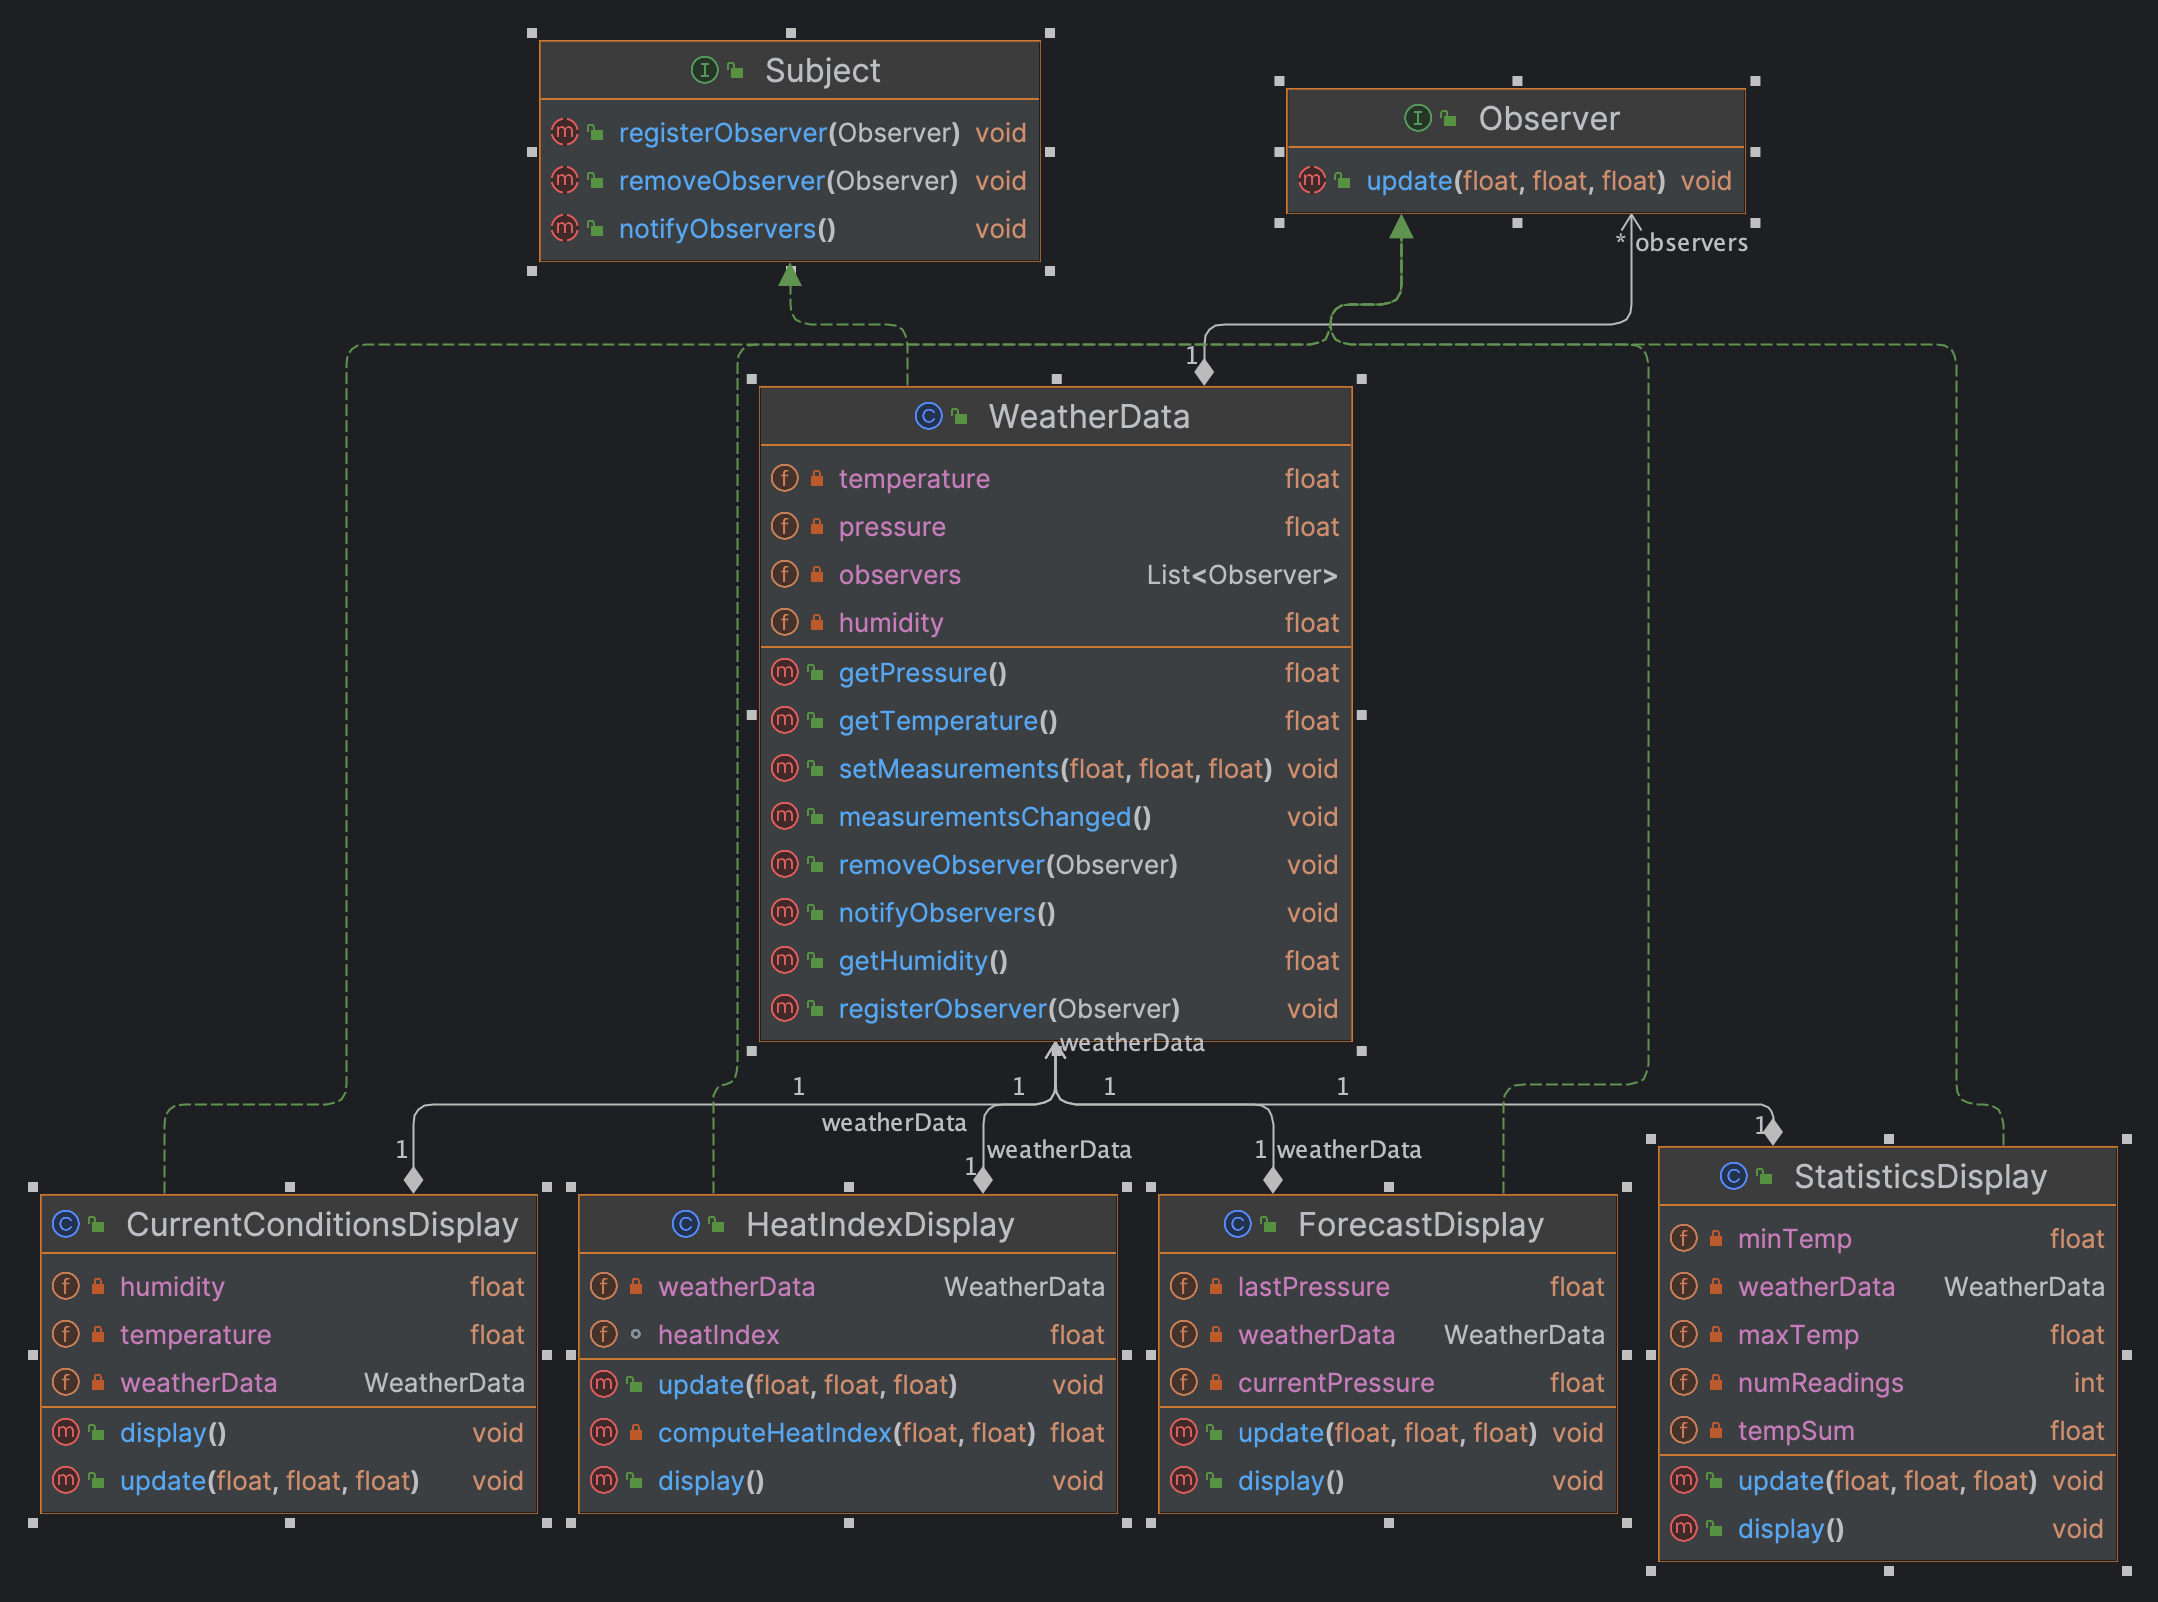 Subject
registerObserver(Observer) void
removeObserver(Observer) void
notifyObservers() void
Observer
update(float, float, float) void
* observers
1
WeatherData
temperature float
pressure float
observers List<Observer>
humidity float
getPressure() float
getTemperature() float
setMeasurements(float, float, float) void
measurementsChanged() void
removeObserver(Observer) void
notifyObservers() void
getHumidity() float
registerObserver(Observer) void
weatherData
1 1 1 1
weatherData
1 weatherData 1 weatherData 1
1
CurrentConditionsDisplay
humidity float
temperature float
weatherData WeatherData
display() void
update(float, float, float) void
HeatIndexDisplay
weatherData WeatherData
heatIndex float
update(float, float, float) void
computeHeatIndex(float, float) float
display() void
ForecastDisplay
lastPressure float
weatherData WeatherData
currentPressure float
update(float, float, float) void
display() void
StatisticsDisplay
minTemp float
weatherData WeatherData
maxTemp float
numReadings int
tempSum float
update(float, float, float) void
display() void